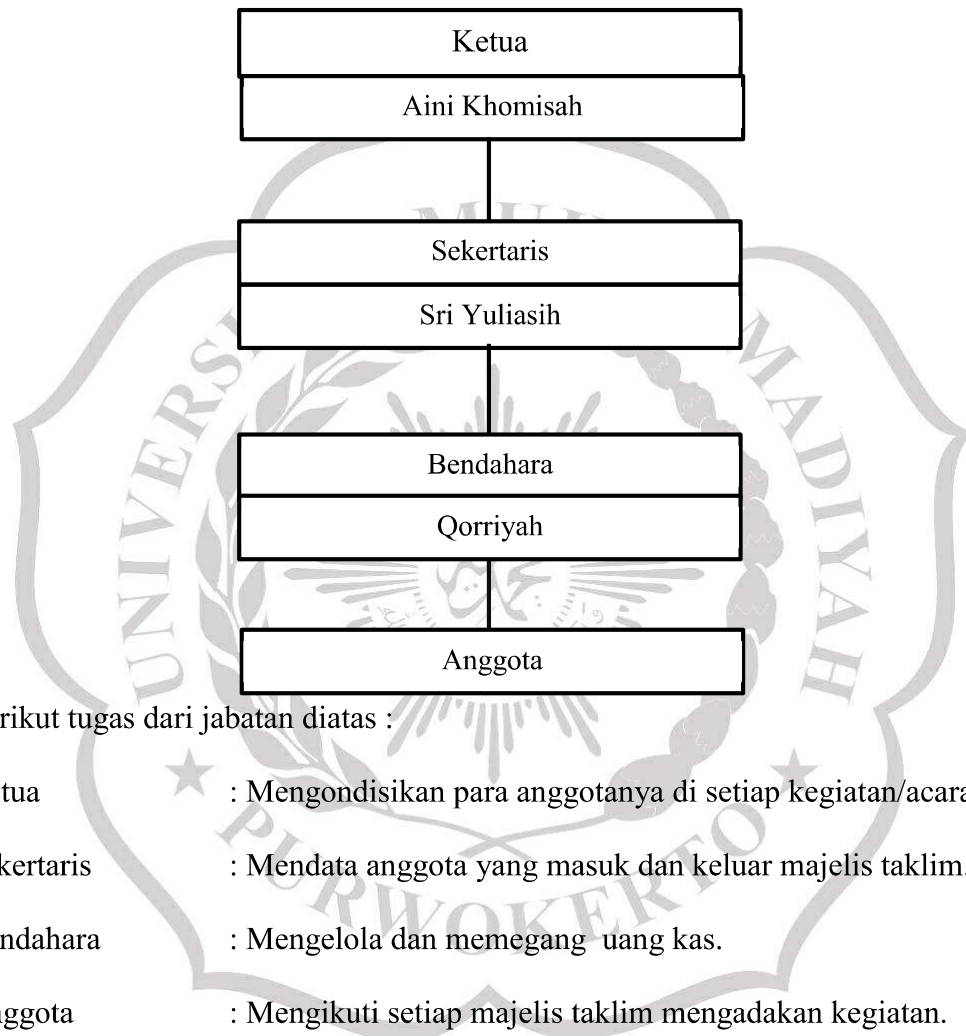 Ketua
Aini Khomisah
Sekertaris
Sri Yuliasih
Bendahara
Qorriyah
Anggota
rikut tugas dari jabatan diatas :
tua : Mengondisikan para anggotanya di setiap kegiatan/acara
kertaris : Mendata anggota yang masuk dan keluar majelis taklim.
ndahara : Mengelola dan memegang uang kas.
nggota : Mengikuti setiap majelis taklim mengadakan kegiatan.
PURWOKERTO